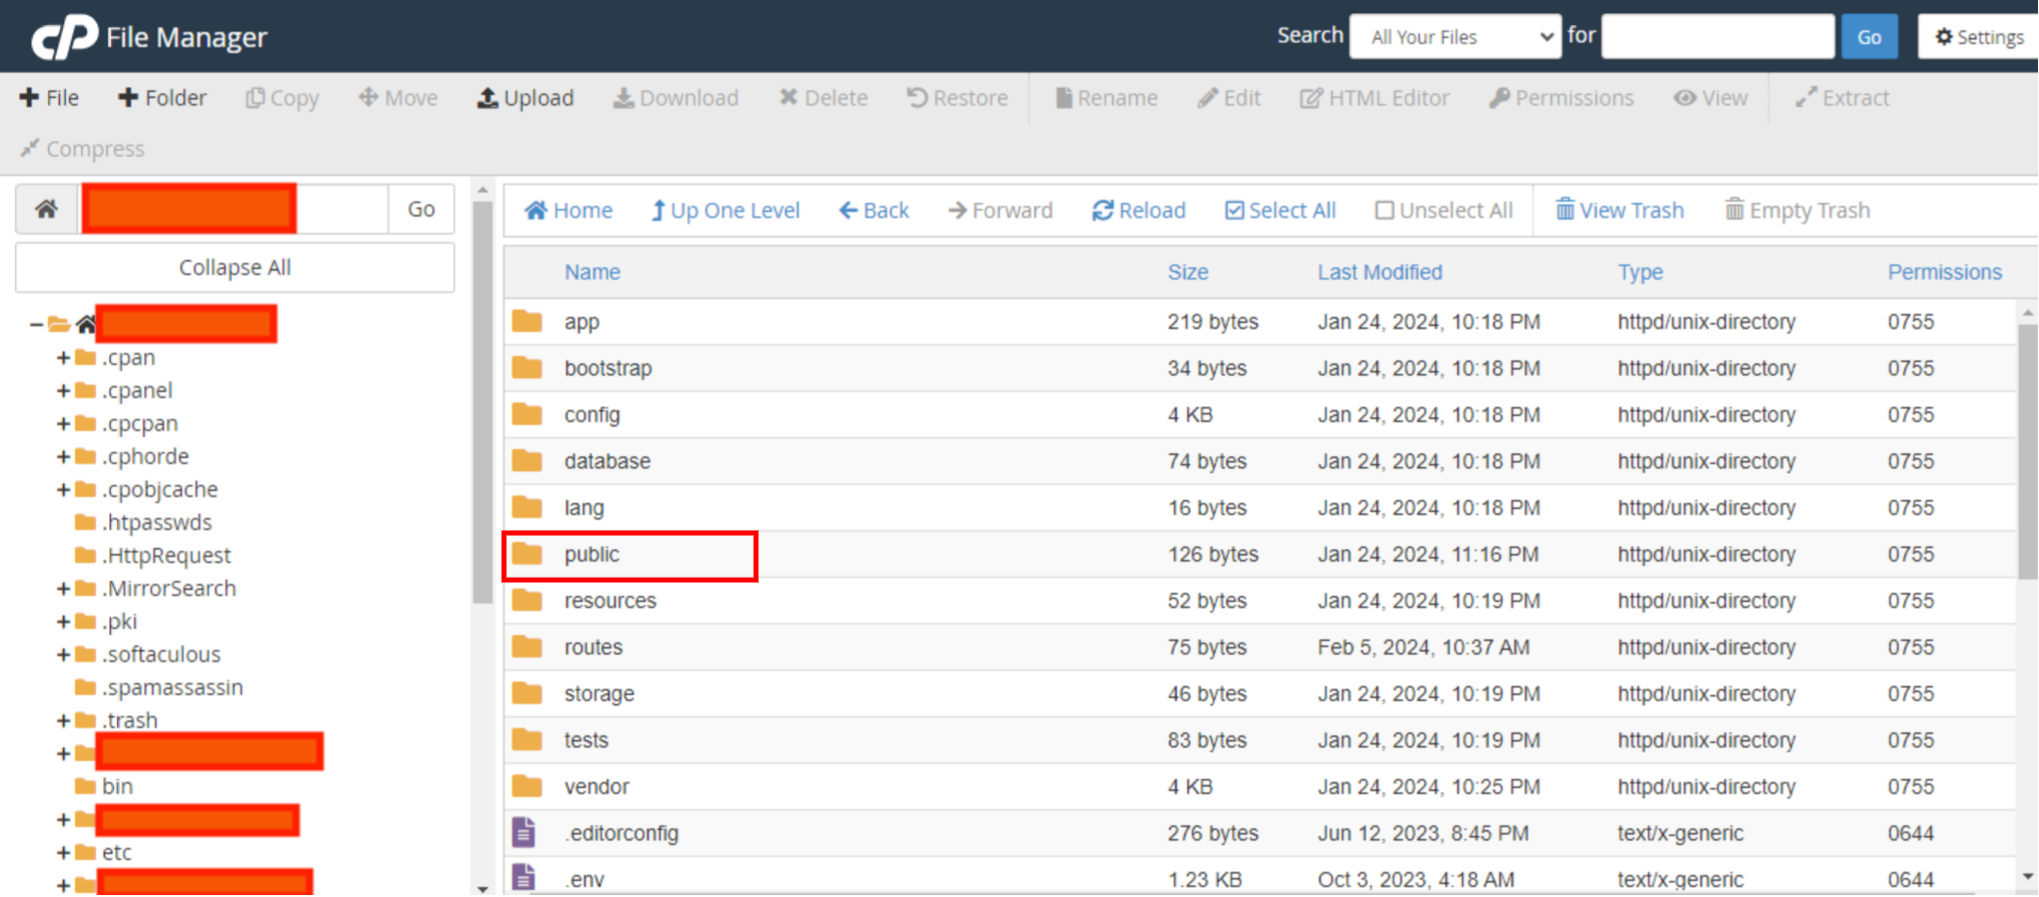 cP File Manager Search All Your Files for Go Settings
File Folder Copy Move Upload Download Delete Restore Rename Edit HTML Editor Permissions View Extract
Compress
Go
Collapse All
.cpan
.cpanel
.cpcpan
.cphorde
.cpobjcache
.htpasswds
.HttpRequest
.MirrorSearch
.pki
.softaculous
.spamassassin
.trash
bin
etc
Home Up One Level Back Forward Reload Select All Unselect All View Trash Empty Trash
Name Size Last Modified Type Permissions
app 219 bytes Jan 24, 2024, 10:18 PM httpd/unix-directory 0755
bootstrap 34 bytes Jan 24, 2024, 10:18 PM httpd/unix-directory 0755
config 4 KB Jan 24, 2024, 10:18 PM httpd/unix-directory 0755
database 74 bytes Jan 24, 2024, 10:18 PM httpd/unix-directory 0755
lang 16 bytes Jan 24, 2024, 10:18 PM httpd/unix-directory 0755
public 126 bytes Jan 24, 2024, 11:16 PM httpd/unix-directory 0755
resources 52 bytes Jan 24, 2024, 10:19 PM httpd/unix-directory 0755
routes 75 bytes Feb 5, 2024, 10:37 AM httpd/unix-directory 0755
storage 46 bytes Jan 24, 2024, 10:19 PM httpd/unix-directory 0755
tests 83 bytes Jan 24, 2024, 10:19 PM httpd/unix-directory 0755
vendor 4 KB Jan 24, 2024, 10:25 PM httpd/unix-directory 0755
.editorconfig 276 bytes Jun 12, 2023, 8:45 PM text/x-generic 0644
.env 1.23 KB Oct 3, 2023, 4:18 AM text/x-generic 0644